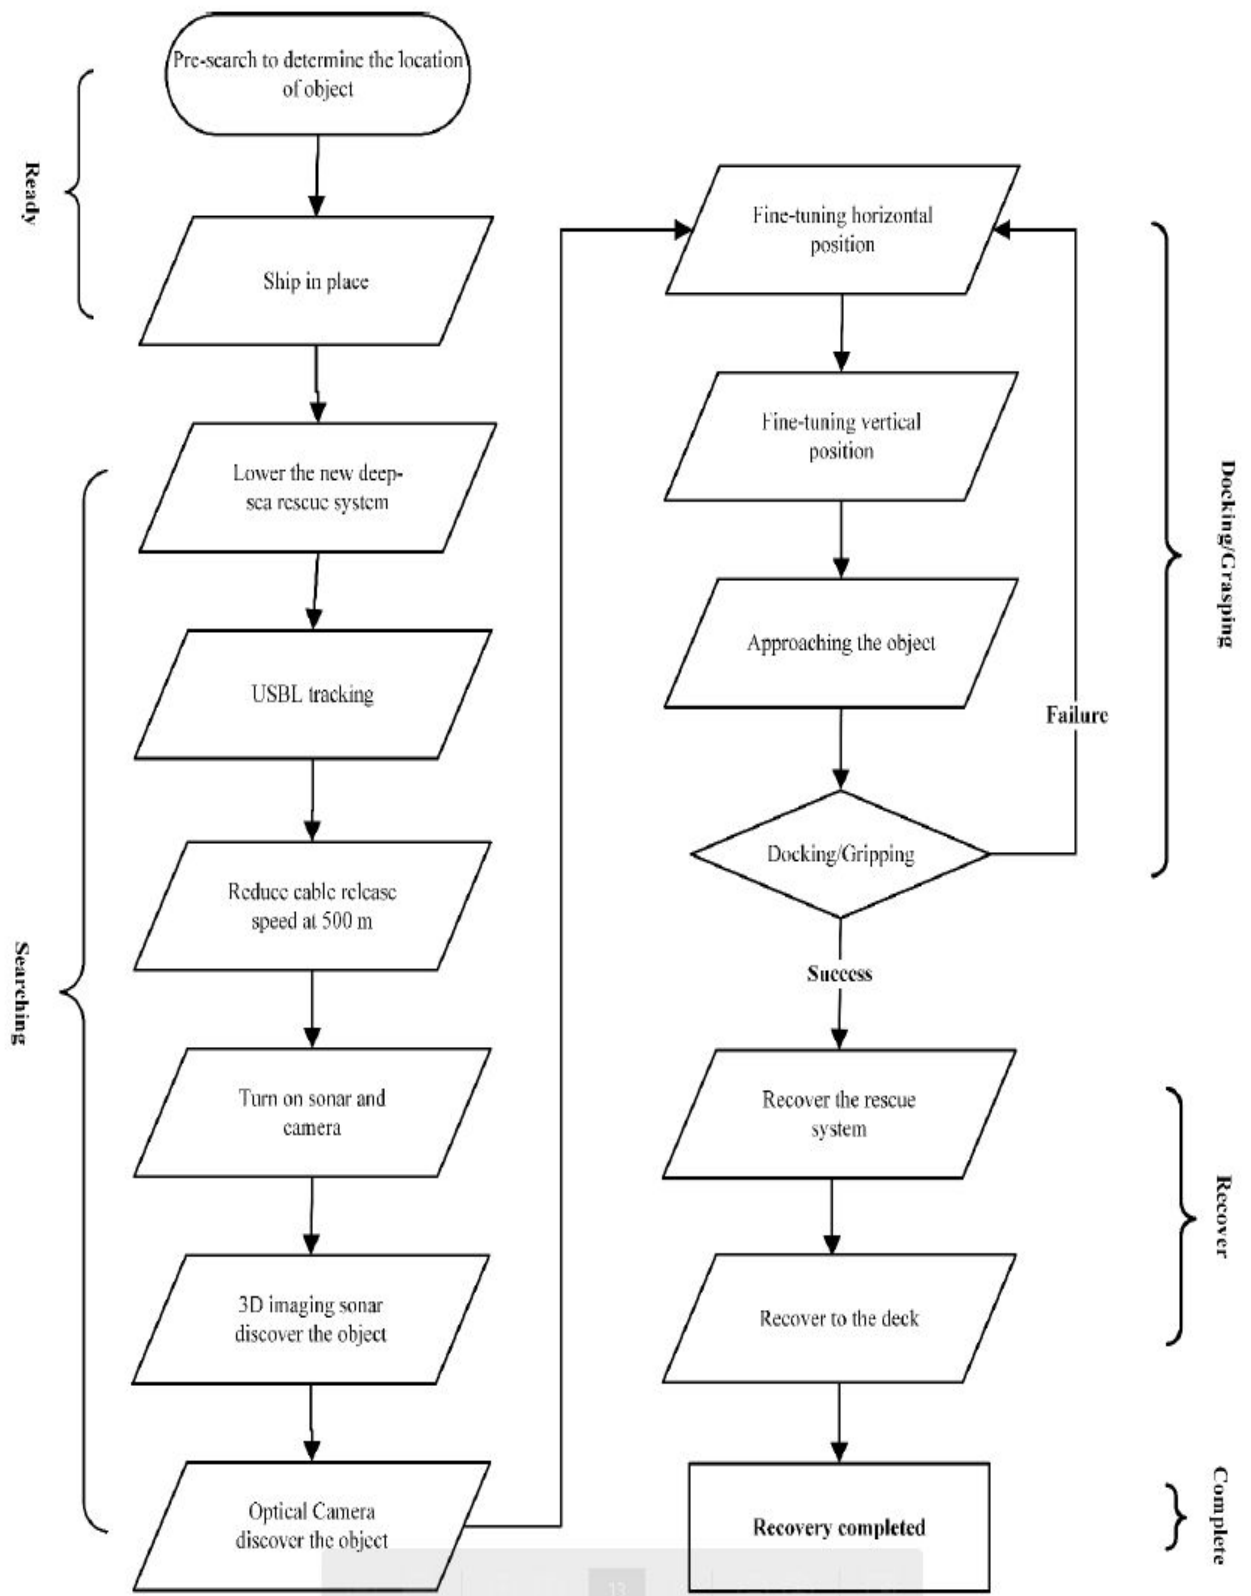 Pre-search to determine the location
of object
Ready
Ship in place
Lower the new deep-
sea rescue system
USBL tracking
Reduce cable release
speed at 500 m
Searching
Turn on sonar and
camera
3D imaging sonar
discover the object
Optical Camera
discover the object
Fine-tuning horizontal
position
Fine-tuning vertical
position
Approaching the object
Docking/Grasping
Failure
Docking/Gripping
Success
Recover the rescue
system
Recover
Recover to the deck
Recovery completed
Complete
13